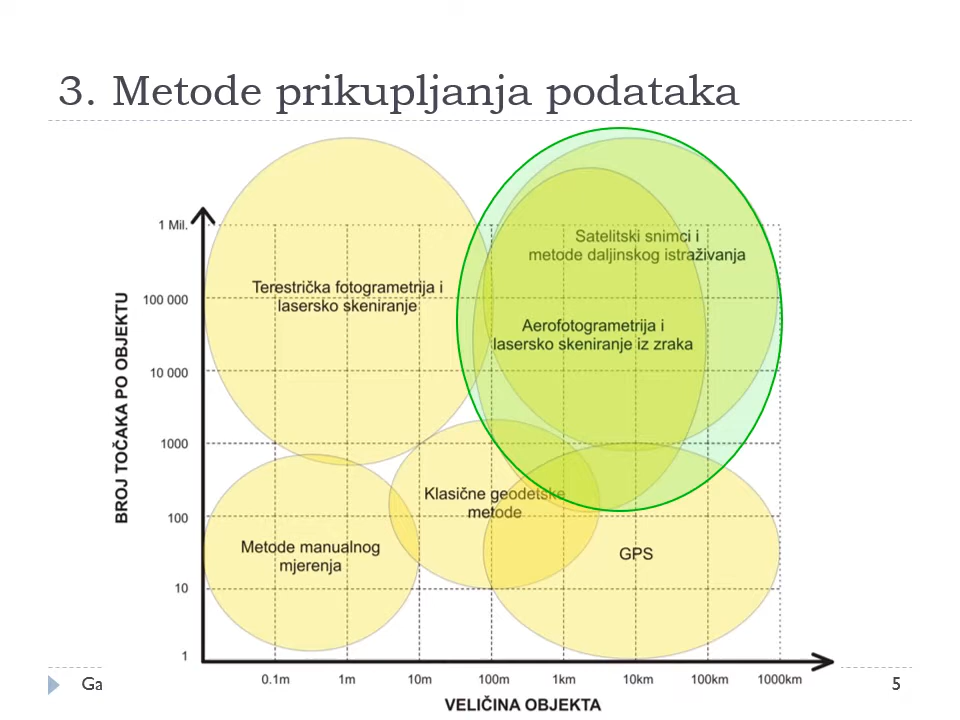 3. Metode prikupljanja podataka
BROJ TOČAKA PO OBJEKTU
1 Mil.
100 000
10 000
1000
100
10
1
Terestrička fotogrametrija i
lasersko skeniranje
Satelitski snimci i
metode daljinskog istraživanja
Aerofotogrametrija i
lasersko skeniranje iz zraka
Klasične geodetske
metode
Metode manualnog
mjerenja
GPS
0.1m 1m 10m 100m 1km 10km 100km 1000km
VELIČINA OBJEKTA
Ga
5